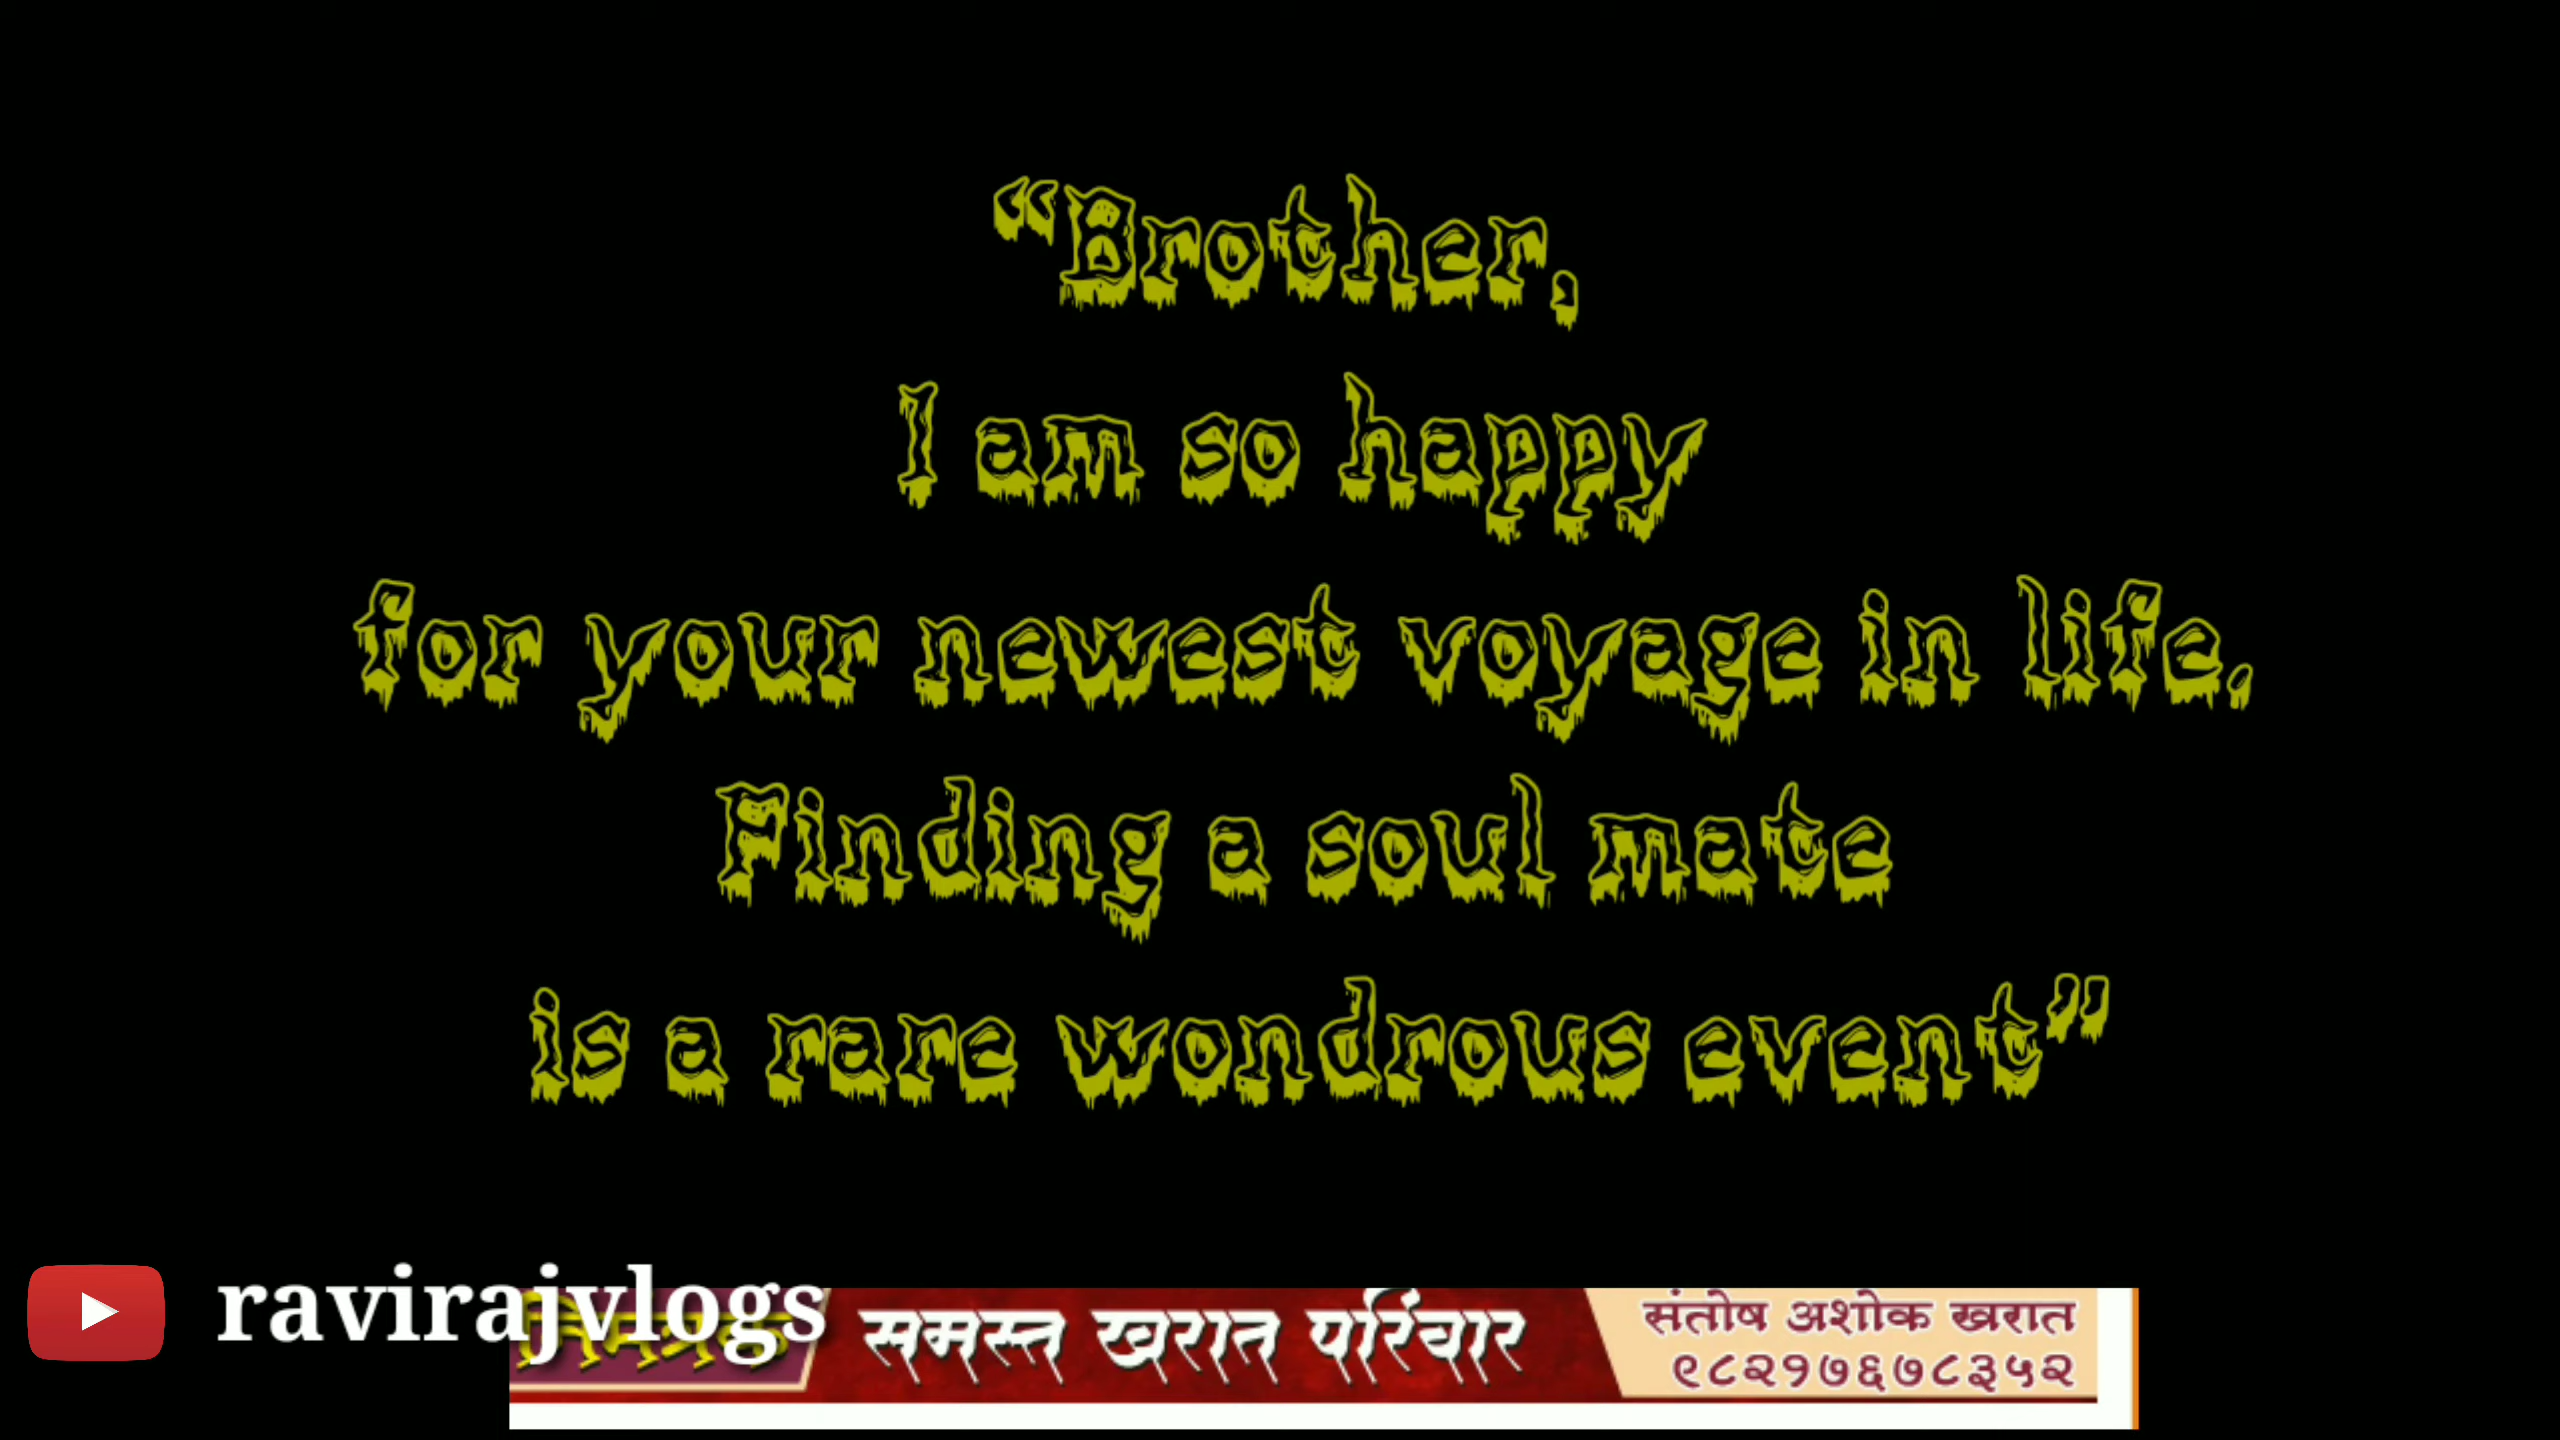 “Brother,
I am so happy
for your newest voyage in life,
Finding a soul mate
is a rare wondrous event”
ravirajvlogs
समस्त खरात परिवार
संतोष अशोक खरात
९८२१७६७८३५२